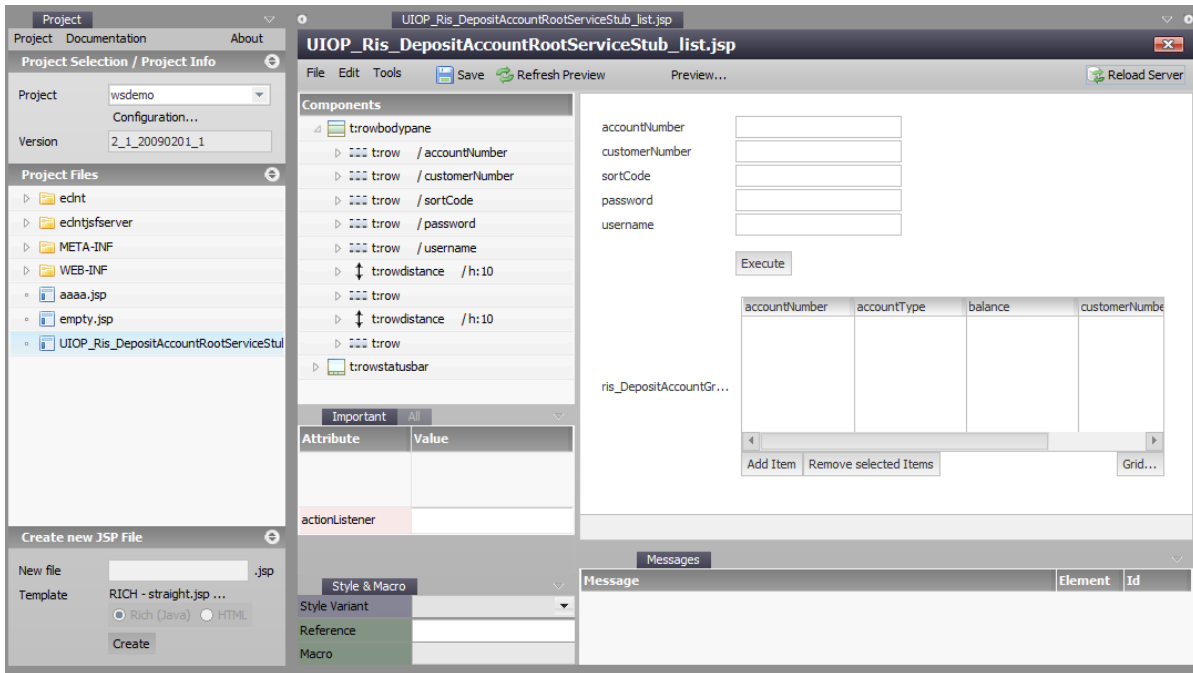 Project
Project Documentation About
Project Selection / Project Info
Project wsdemo
Configuration...
Version 2_1_20090201_1
Project Files
eclnt
eclntjsfserver
META-INF
WEB-INF
aaaa.jsp
empty.jsp
UIOP_Ris_DepositAccountRootServiceStul
Create new JSP File
New file .jsp
Template RICH - straight.jsp ...
Rich (Java) HTML
Create
UIOP_Ris_DepositAccountRootServiceStub_list.jsp
UIOP_Ris_DepositAccountRootServiceStub_list.jsp
File Edit Tools Save Refresh Preview Preview... Reload Server
Components
t:rowbodypane
t:row / accountNumber
t:row / customerNumber
t:row / sortCode
t:row / password
t:row / username
t:rowdistance / h:10
t:row
t:rowdistance / h:10
t:row
t:rowstatusbar
Important All
Attribute Value
actionListener
Style & Macro
Style Variant
Reference
Macro
accountNumber
customerNumber
sortCode
password
username
Execute
accountNumber accountType balance customerNumbe
ris_DepositAccountGr...
Add Item Remove selected Items Grid...
Messages
Message Element Id